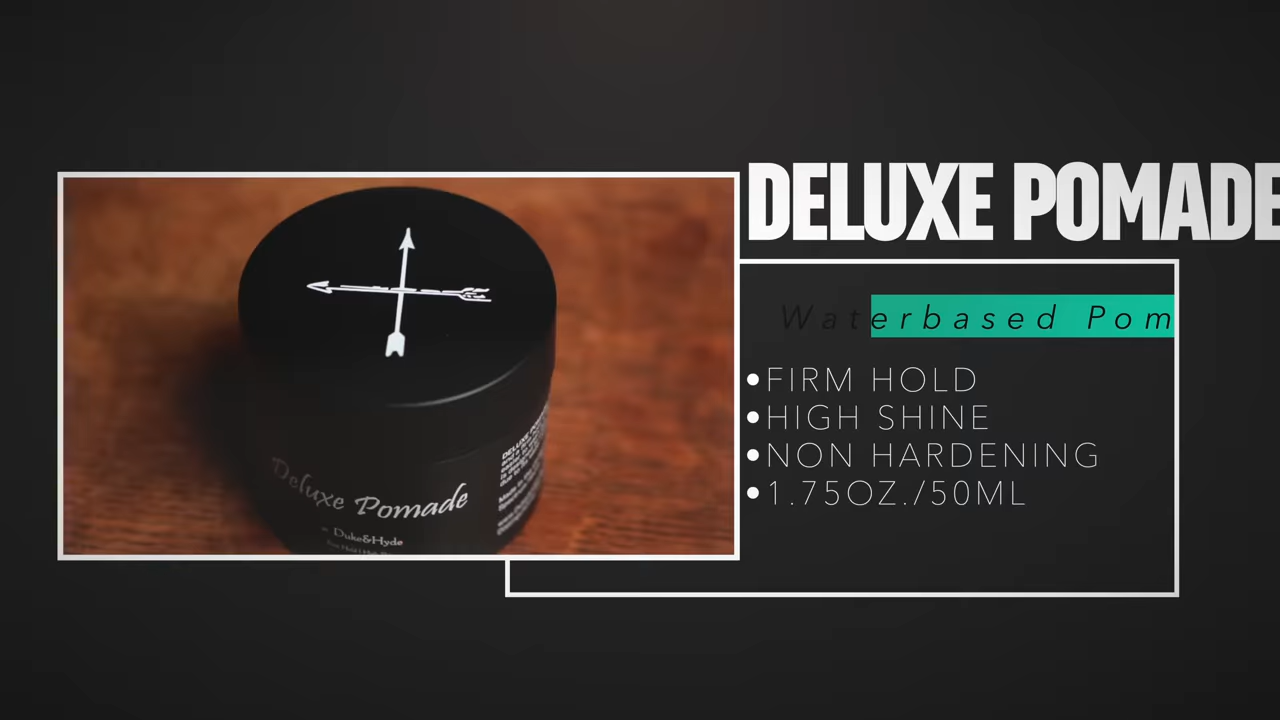 DELUXE POMADE
Waterbased Pom
•FIRM HOLD
•HIGH SHINE
•NON HARDENING
•1.75OZ./50ML
Deluxe Pomade
Duke&Hyde